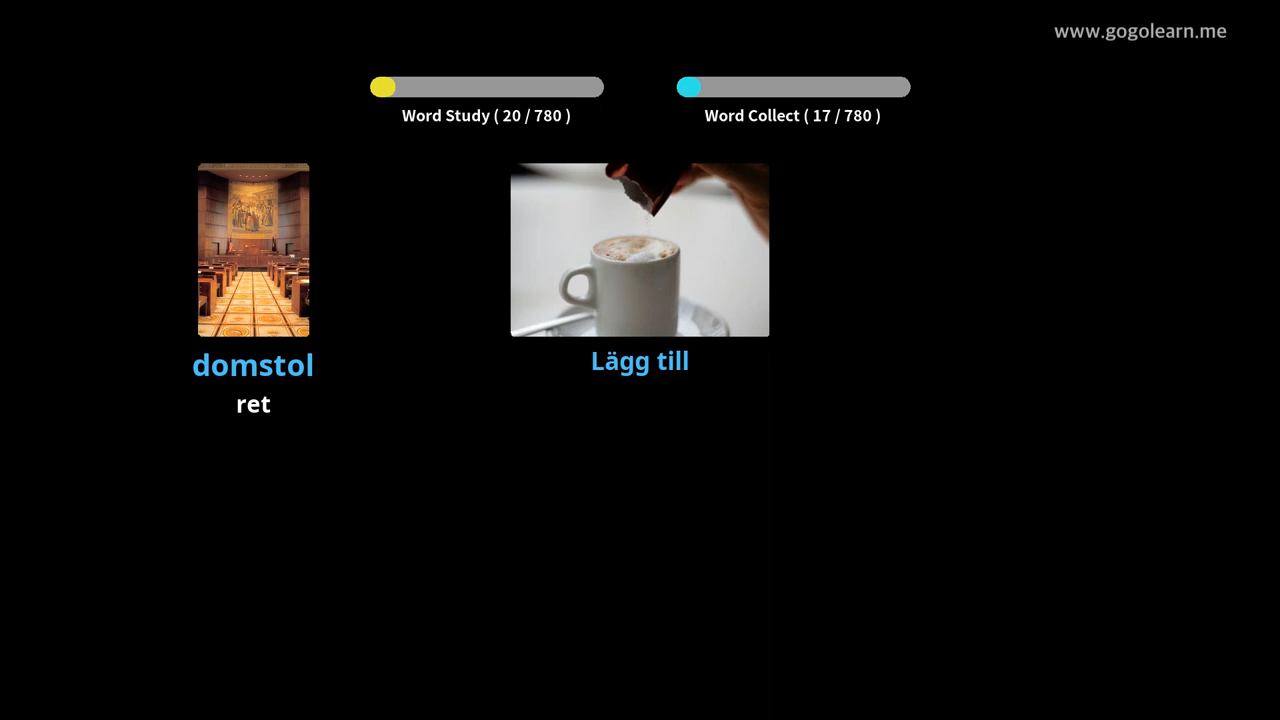 www.gogolearn.me
Word Study ( 20 / 780 )
Word Collect ( 17 / 780 )
domstol
ret
Lägg till